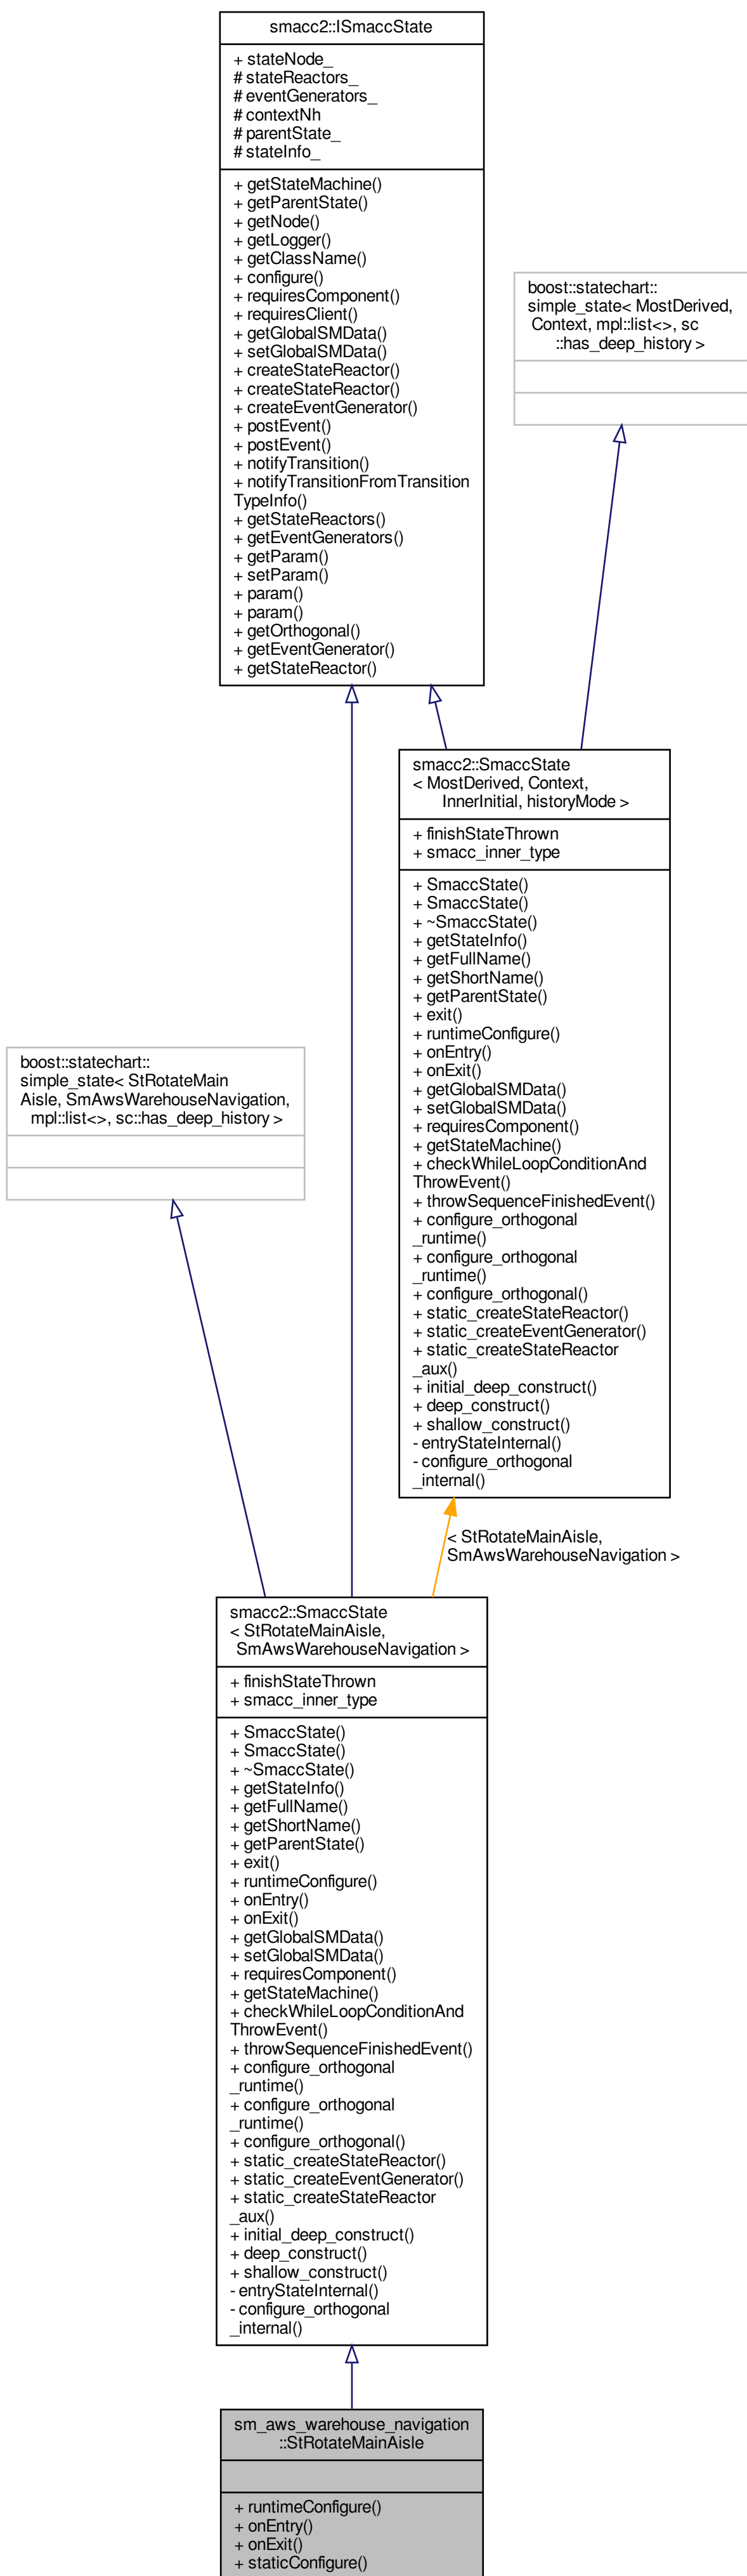 smacc2::ISmaccState
+ stateNode_
# stateReactors_
# eventGenerators_
# contextNh
# parentState_
# stateInfo_
+ getStateMachine()
+ getParentState()
+ getNode()
+ getLogger()
+ getClassName()
+ configure()
+ requiresComponent()
+ requiresClient()
+ getGlobalSMData()
+ setGlobalSMData()
+ createStateReactor()
+ createStateReactor()
+ createEventGenerator()
+ postEvent()
+ postEvent()
+ notifyTransition()
+ notifyTransitionFromTransition
TypeInfo()
+ getStateReactors()
+ getEventGenerators()
+ getParam()
+ setParam()
+ param()
+ param()
+ getOrthogonal()
+ getEventGenerator()
+ getStateReactor()
boost::statechart::
simple_state< MostDerived,
Context, mpl::list<>, sc
::has_deep_history >
smacc2::SmaccState
< MostDerived, Context,
InnerInitial, historyMode >
+ finishStateThrown
+ smacc_inner_type
+ SmaccState()
+ SmaccState()
+ ~SmaccState()
+ getStateInfo()
+ getFullName()
+ getShortName()
+ getParentState()
+ exit()
+ runtimeConfigure()
+ onEntry()
+ onExit()
+ getGlobalSMData()
+ setGlobalSMData()
+ requiresComponent()
+ getStateMachine()
+ checkWhileLoopConditionAnd
ThrowEvent()
+ throwSequenceFinishedEvent()
+ configure_orthogonal
_runtime()
+ configure_orthogonal
_runtime()
+ configure_orthogonal()
+ static_createStateReactor()
+ static_createEventGenerator()
+ static_createStateReactor
_aux()
+ initial_deep_construct()
+ deep_construct()
+ shallow_construct()
- entryStateInternal()
- configure_orthogonal
_internal()
boost::statechart::
simple_state< StRotateMain
Aisle, SmAwsWarehouseNavigation,
mpl::list<>, sc::has_deep_history >
< StRotateMainAisle,
SmAwsWarehouseNavigation >
smacc2::SmaccState
< StRotateMainAisle,
SmAwsWarehouseNavigation >
+ finishStateThrown
+ smacc_inner_type
+ SmaccState()
+ SmaccState()
+ ~SmaccState()
+ getStateInfo()
+ getFullName()
+ getShortName()
+ getParentState()
+ exit()
+ runtimeConfigure()
+ onEntry()
+ onExit()
+ getGlobalSMData()
+ setGlobalSMData()
+ requiresComponent()
+ getStateMachine()
+ checkWhileLoopConditionAnd
ThrowEvent()
+ throwSequenceFinishedEvent()
+ configure_orthogonal
_runtime()
+ configure_orthogonal
_runtime()
+ configure_orthogonal()
+ static_createStateReactor()
+ static_createEventGenerator()
+ static_createStateReactor
_aux()
+ initial_deep_construct()
+ deep_construct()
+ shallow_construct()
- entryStateInternal()
- configure_orthogonal
_internal()
sm_aws_warehouse_navigation
::StRotateMainAisle
+ runtimeConfigure()
+ onEntry()
+ onExit()
+ staticConfigure()